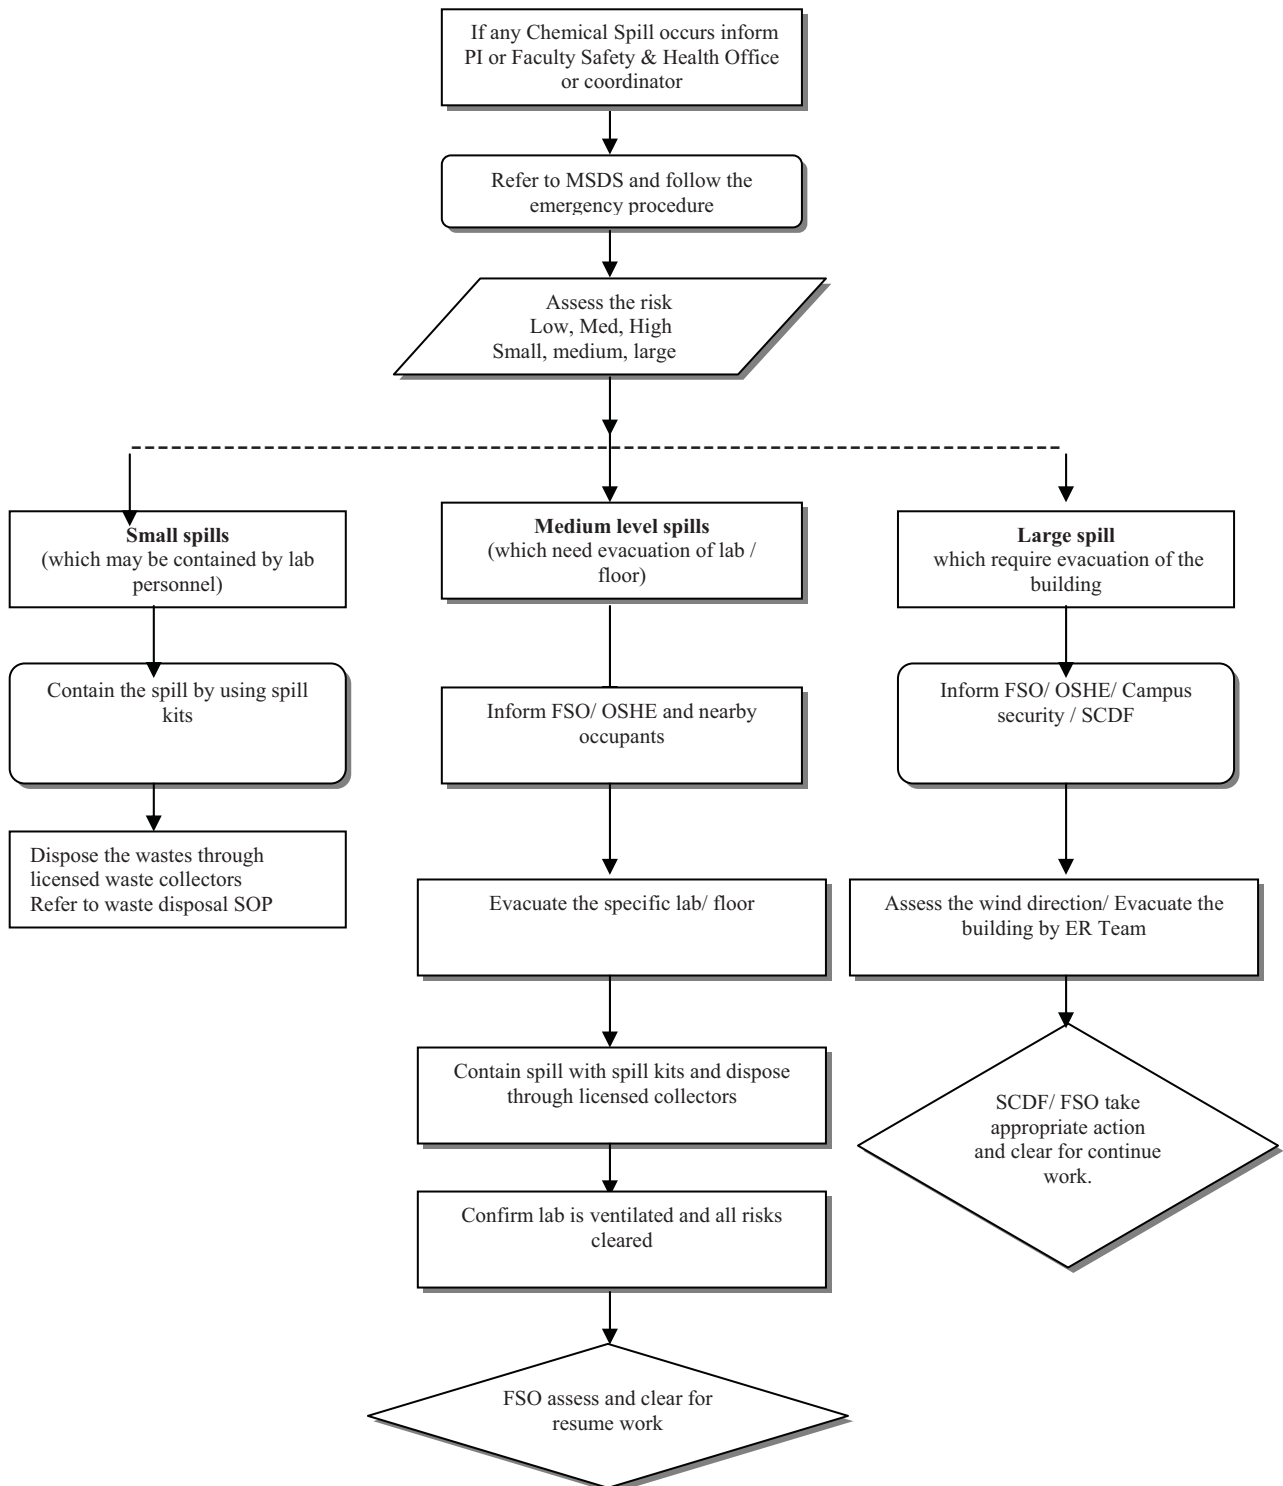 If any Chemical Spill occurs inform
PI or Faculty Safety & Health Office
or coordinator
Refer to MSDS and follow the
emergency procedure
Assess the risk
Low, Med, High
Small, medium, large
Small spills
(which may be contained by lab
personnel)
Contain the spill by using spill
kits
Dispose the wastes through
licensed waste collectors
Refer to waste disposal SOP
Medium level spills
(which need evacuation of lab /
floor)
Inform FSO/ OSHE and nearby
occupants
Evacuate the specific lab/ floor
Contain spill with spill kits and dispose
through licensed collectors
Confirm lab is ventilated and all risks
cleared
FSO assess and clear for
resume work
Large spill
which require evacuation of the
building
Inform FSO/ OSHE/ Campus
security / SCDF
Assess the wind direction/ Evacuate the
building by ER Team
SCDF/ FSO take
appropriate action
and clear for continue
work.